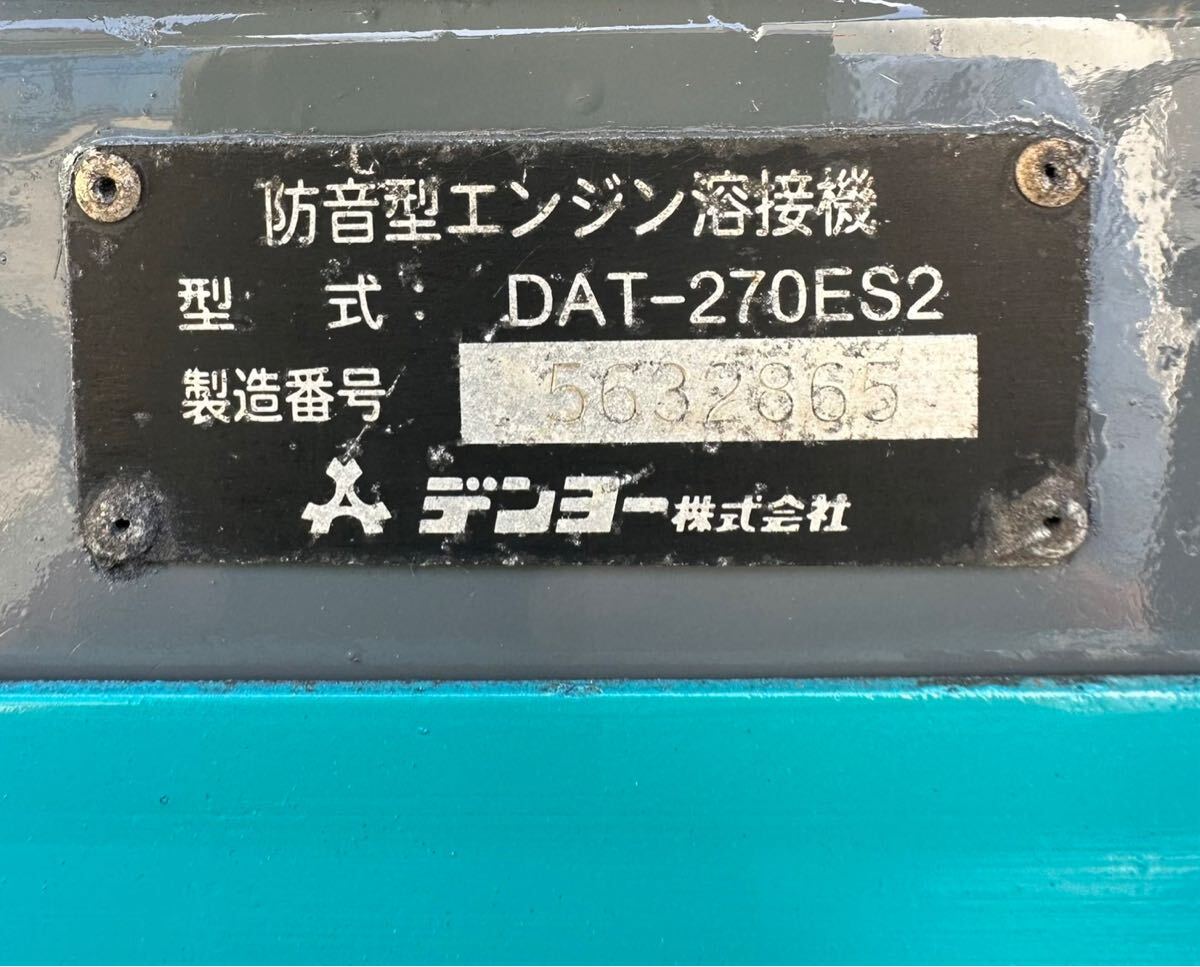 防音型エンジン溶接機
型 式: DAT-270ES2
製造番号 5632865
デンヨー株式会社